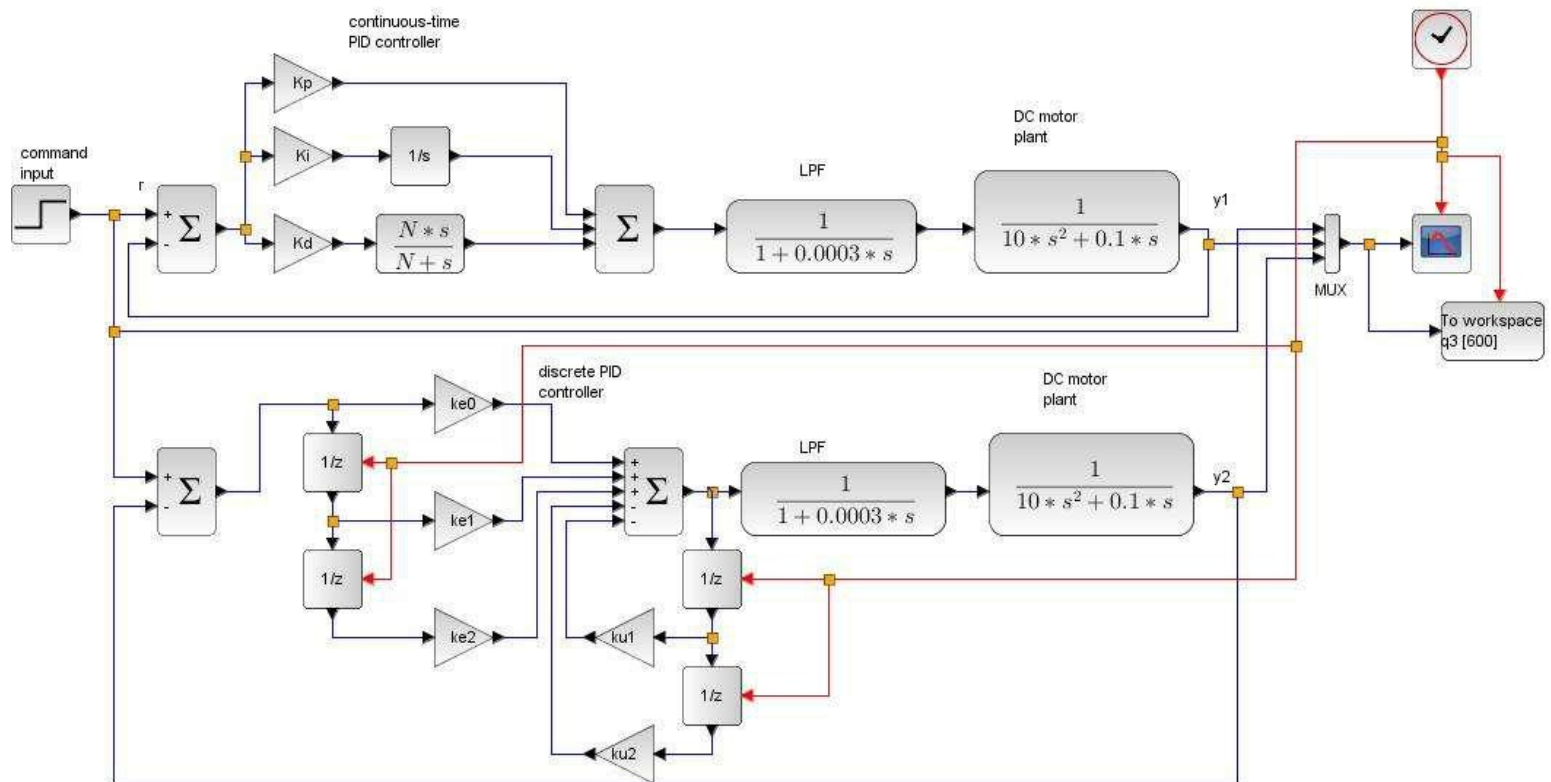 continuous-time
PID controller
Kp
DC motor
plant
command
input
Ki
1/s
LPF
r
+
-
Σ
Kd
N * s
N + s
Σ
1
1 + 0.0003 * s
1
10 * s² + 0.1 * s
y1
MUX
To workspace
q3 [600]
discrete PID
controller
DC motor
plant
ke0
LPF
1/z
+
-
Σ
ke1
+
+
+
-
-
Σ
1
1 + 0.0003 * s
1
10 * s² + 0.1 * s
y2
1/z
1/z
ke2
ku1
1/z
ku2